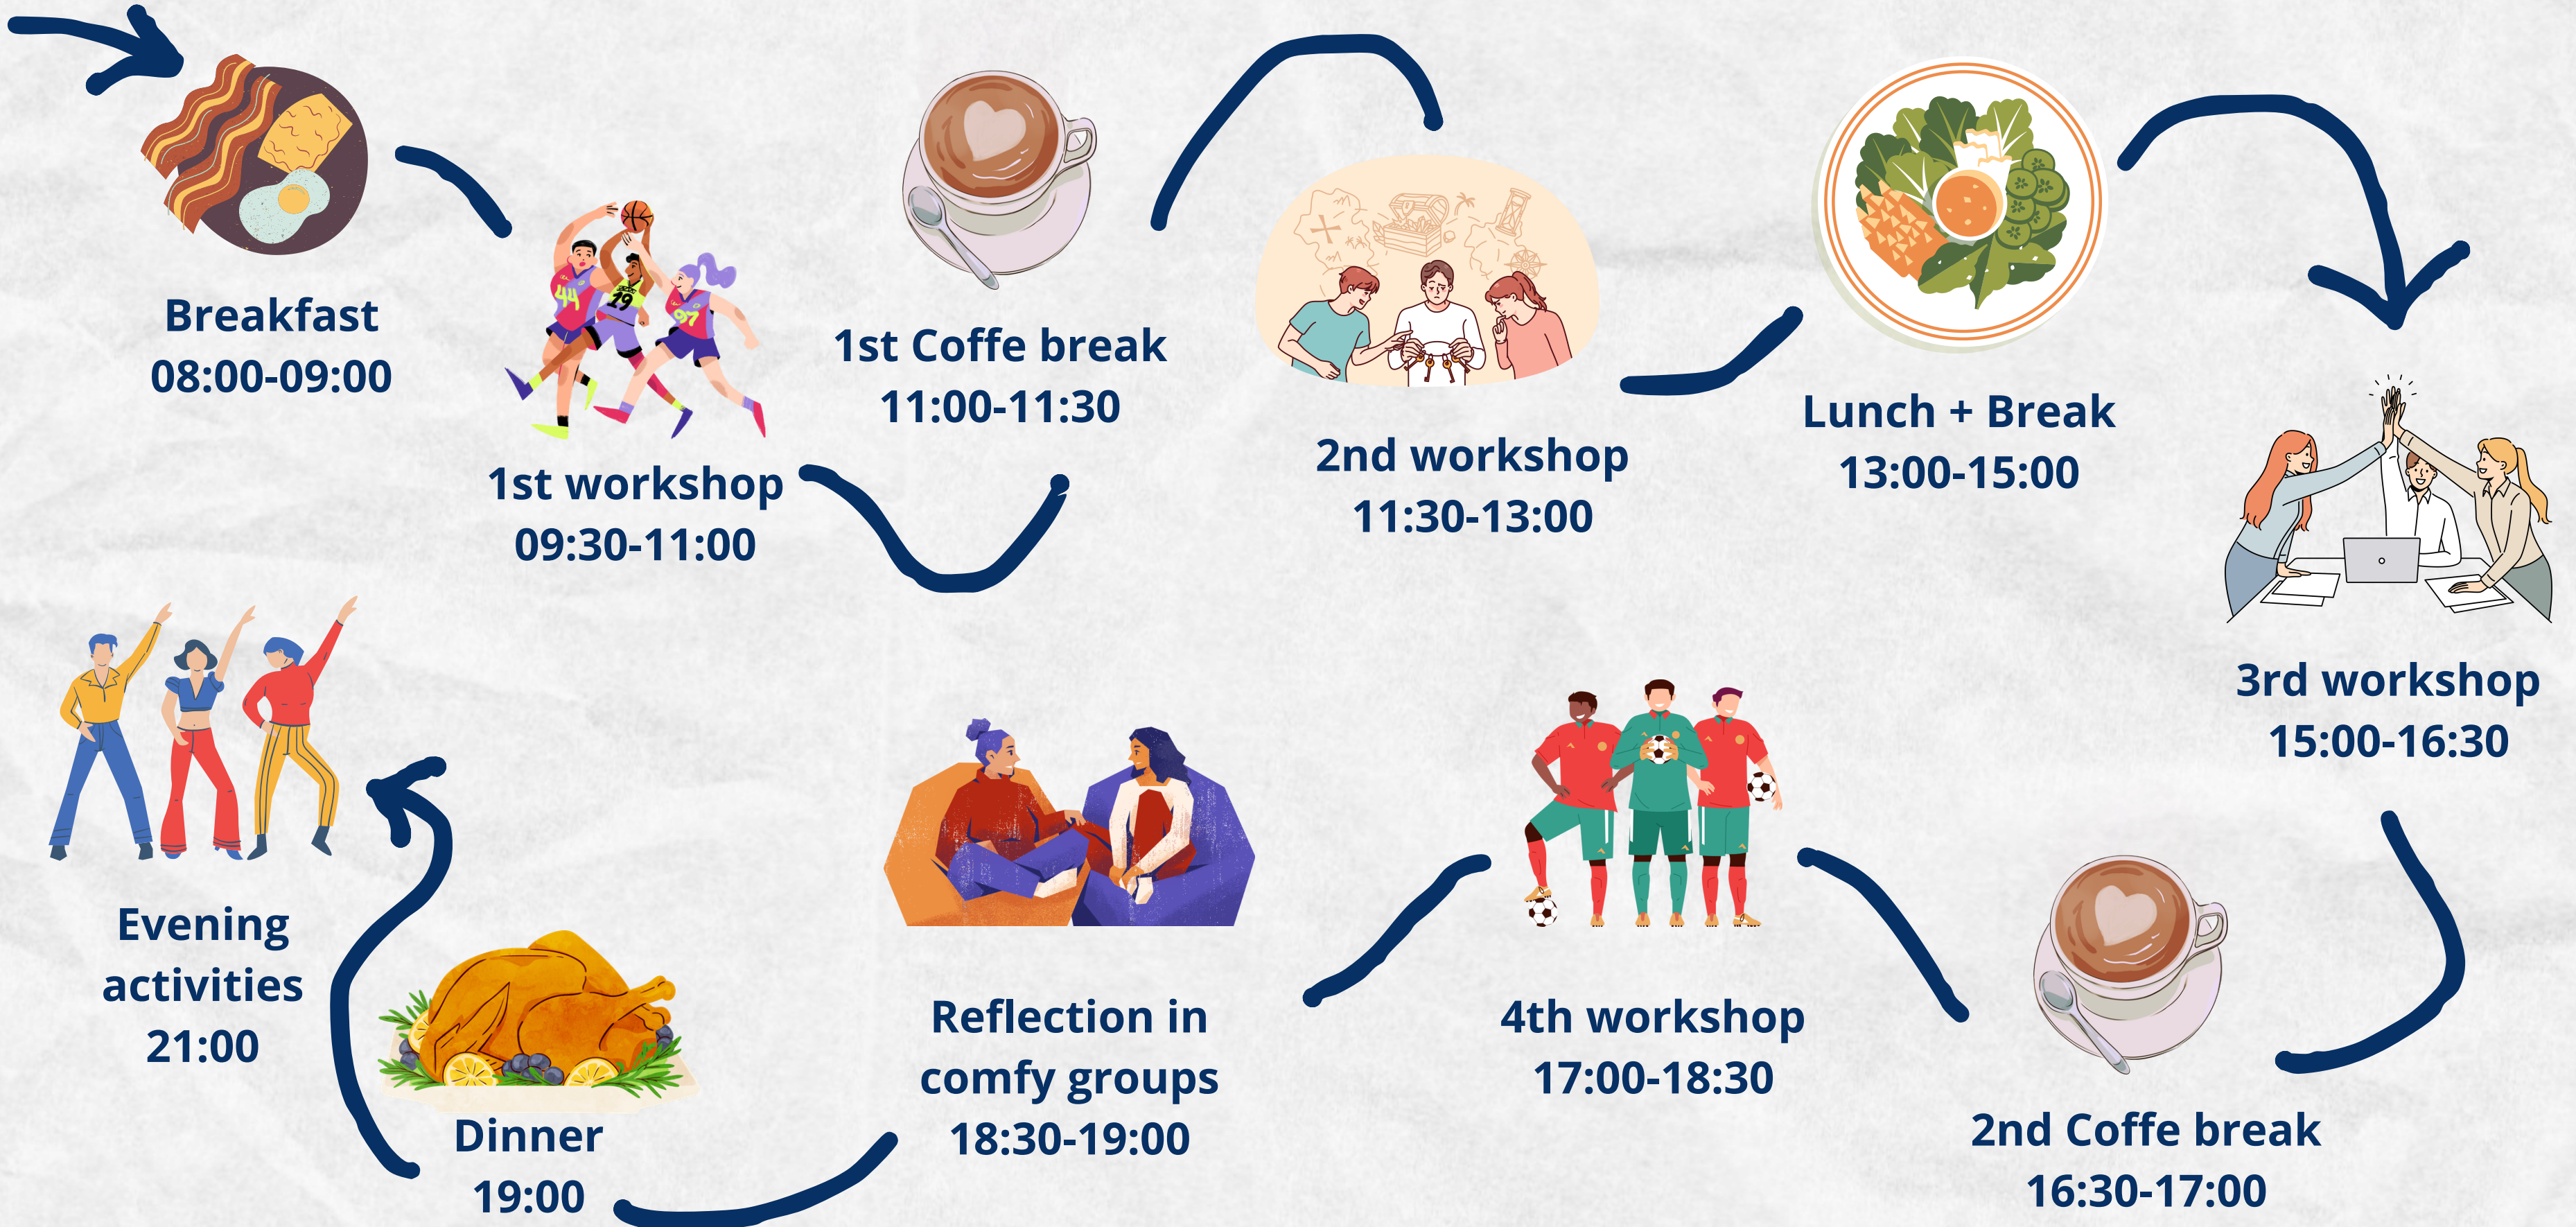 Breakfast
08:00-09:00
1st workshop
09:30-11:00
1st Coffe break
11:00-11:30
2nd workshop
11:30-13:00
Lunch + Break
13:00-15:00
3rd workshop
15:00-16:30
2nd Coffe break
16:30-17:00
4th workshop
17:00-18:30
Reflection in
comfy groups
18:30-19:00
Dinner
19:00
Evening
activities
21:00
44
19
97